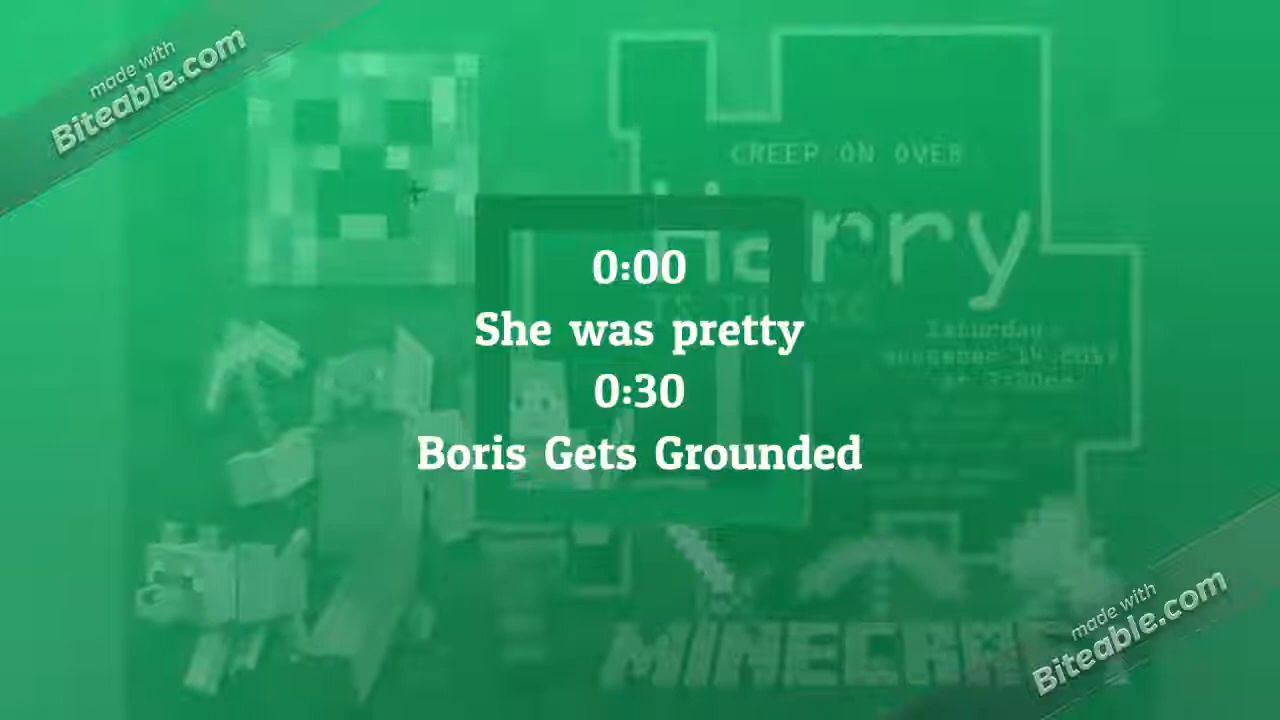 made with
Biteable.com
CREEP ON OVER
Harry
0:00
She was pretty
0:30
Boris Gets Grounded
Saturday
MINECRAFT
made with
Biteable.com